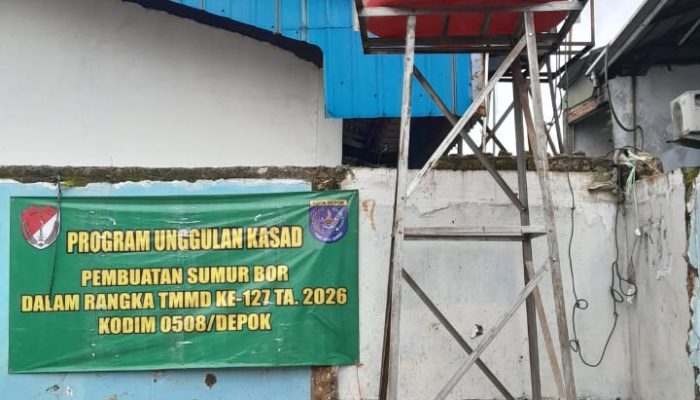 PROGRAM UNGGULAN KASAD
PEMBUATAN SUMUR BOR
DALAM RANGKA TMMD KE-127 TA. 2026
KODIM 0508/DEPOK